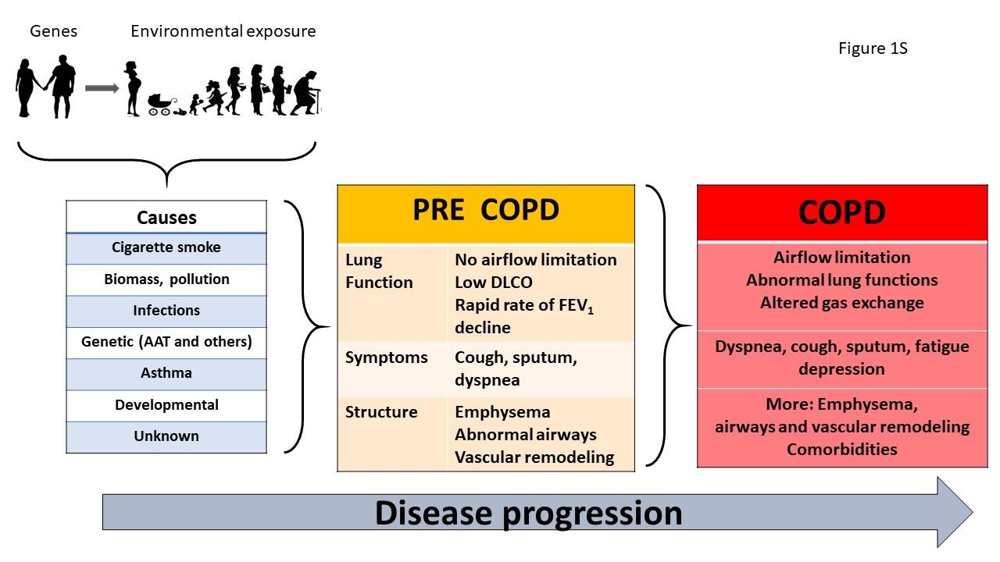 Genes
Environmental exposure
Figure 1S
Causes
Cigarette smoke
Biomass, pollution
Infections
Genetic (AAT and others)
Asthma
Developmental
Unknown
PRE COPD
Lung
Function
No airflow limitation
Low DLCO
Rapid rate of FEV₁
decline
Symptoms
Cough, sputum,
dyspnea
Structure
Emphysema
Abnormal airways
Vascular remodeling
COPD
Airflow limitation
Abnormal lung functions
Altered gas exchange
Dyspnea, cough, sputum, fatigue
depression
More: Emphysema,
airways and vascular remodeling
Comorbidities
Disease progression